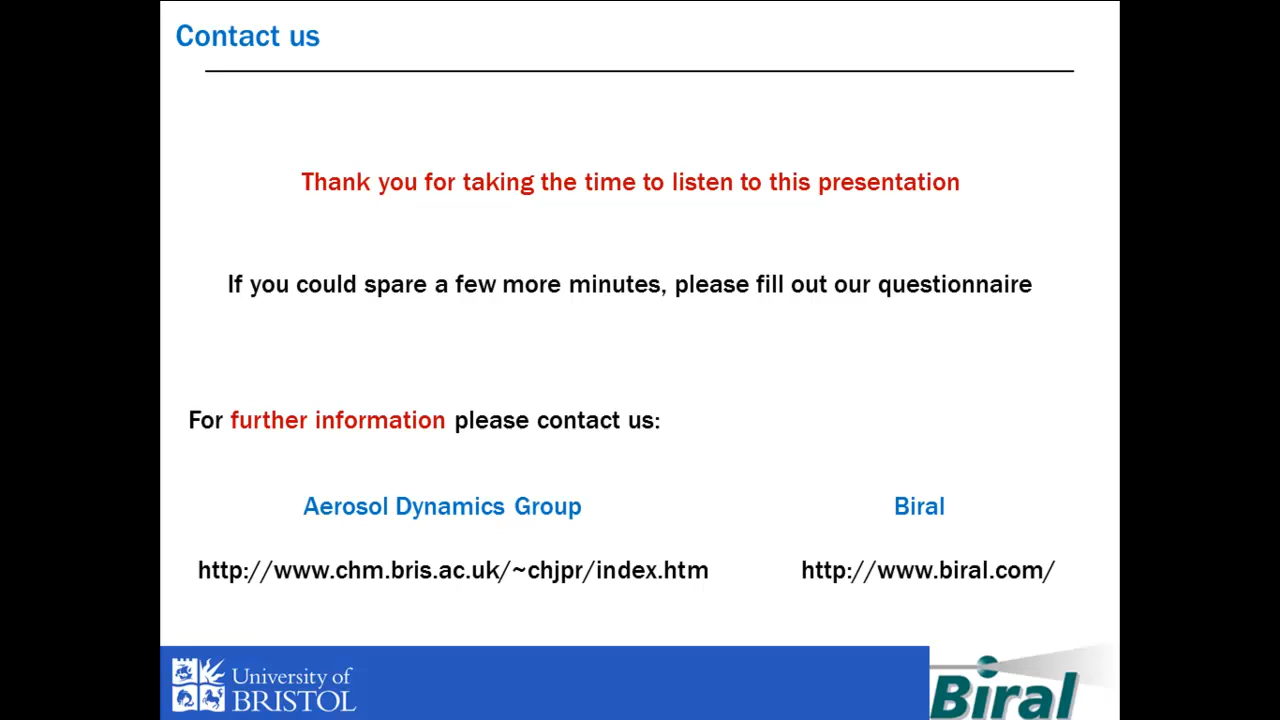 Contact us
Thank you for taking the time to listen to this presentation
If you could spare a few more minutes, please fill out our questionnaire
For further information please contact us:
Aerosol Dynamics Group
Biral
http://www.chm.bris.ac.uk/~chjpr/index.htm
http://www.biral.com/
University of
BRISTOL
Biral